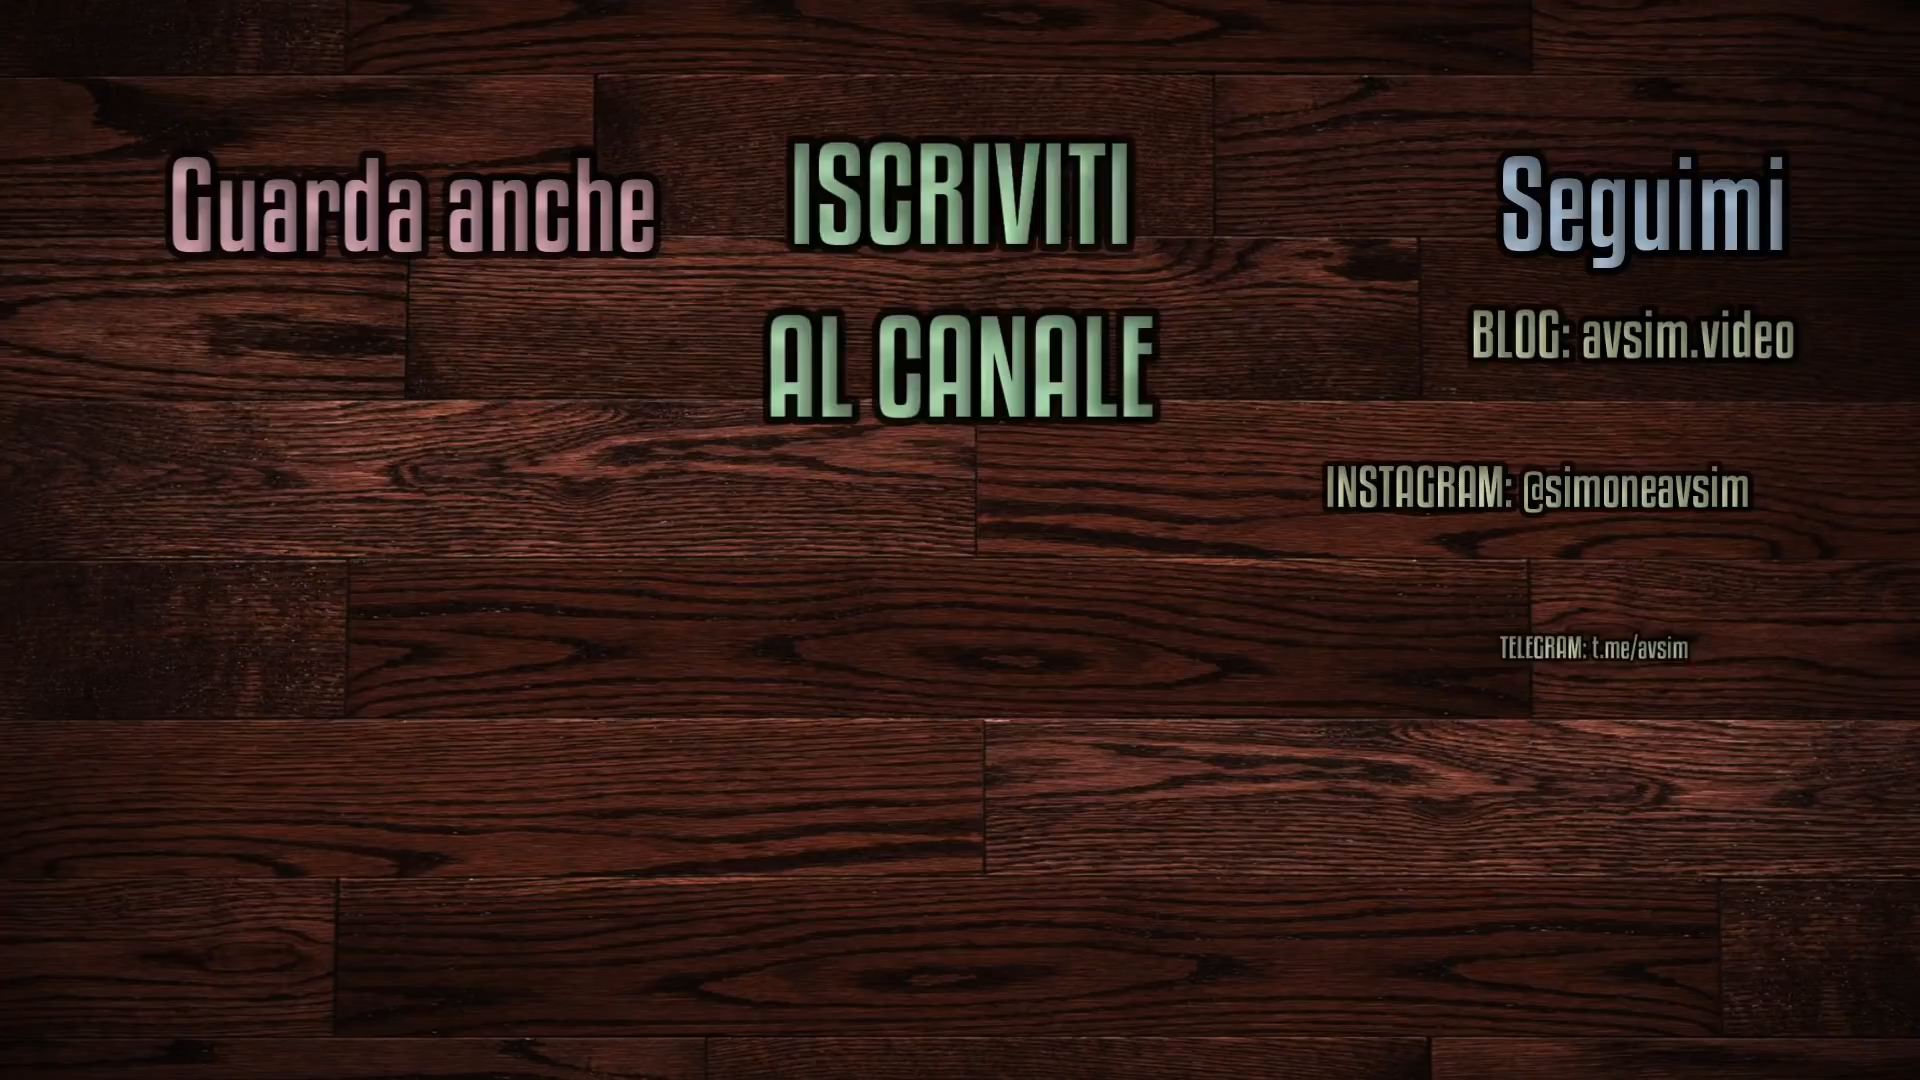 Guarda anche
ISCRIVITI
AL CANALE
Seguimi
BLOG: avsim.video
INSTAGRAM: @simoneavsim
TELEGRAM: t.me/avsim